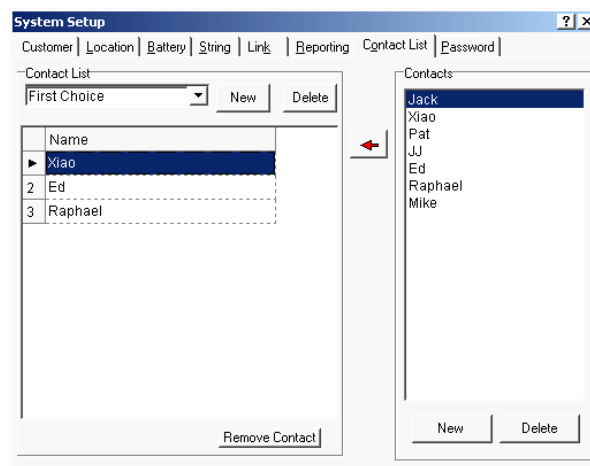 System Setup
Customer Location Battery String Link Reporting Contact List Password
Contact List
First Choice
New
Delete
Name
Xiao
2 Ed
3 Raphael
Remove Contact
Contacts
Jack
Xiao
Pat
JJ
Ed
Raphael
Mike
New
Delete